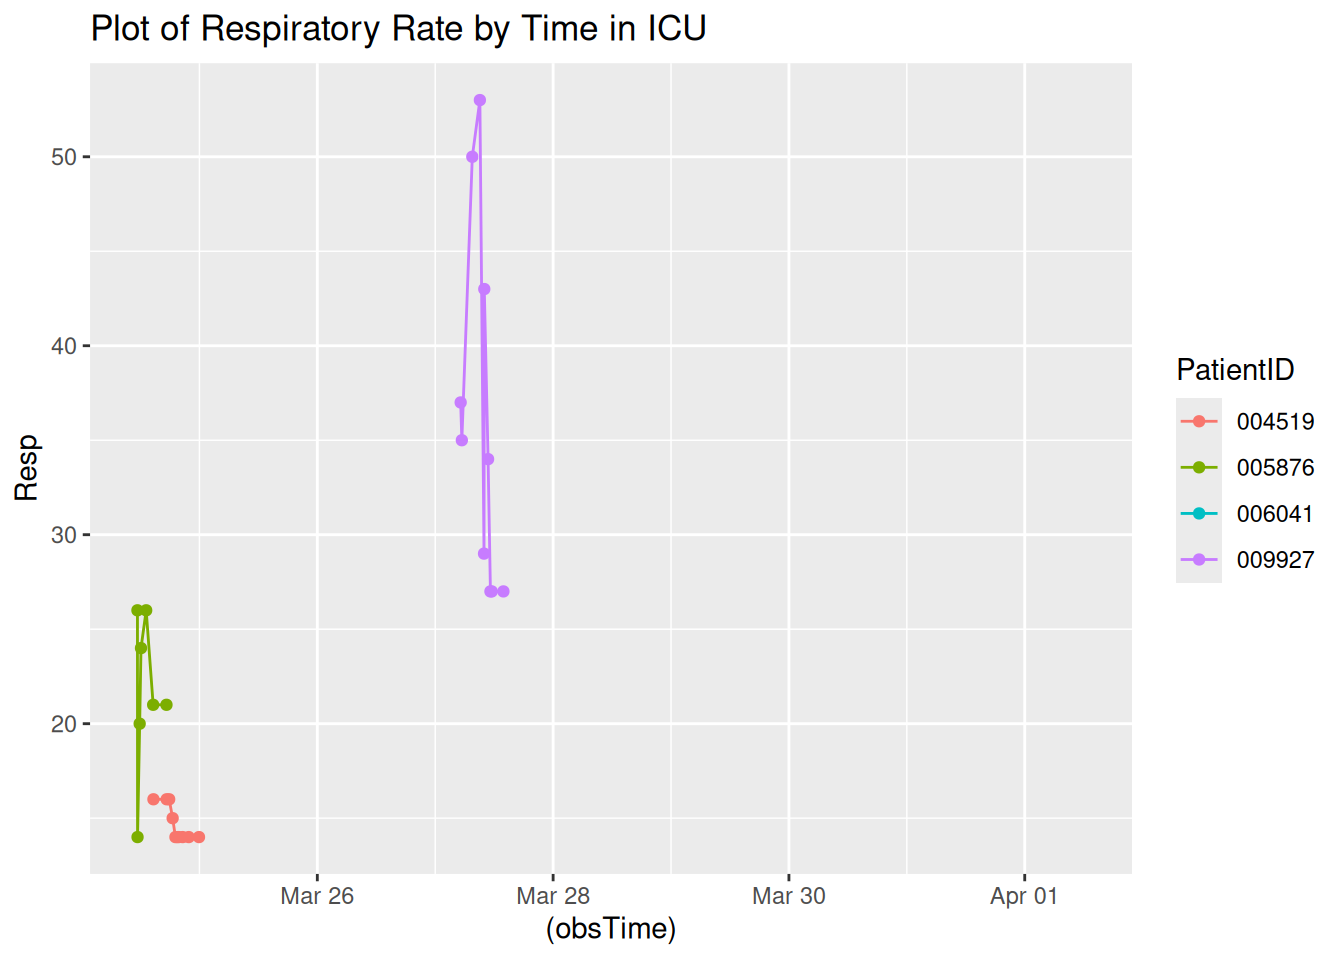 Plot of Respiratory Rate by Time in ICU
50
40
30
20
Resp
Mar 26
Mar 28
Mar 30
Apr 01
(obsTime)
PatientID
004519
005876
006041
009927